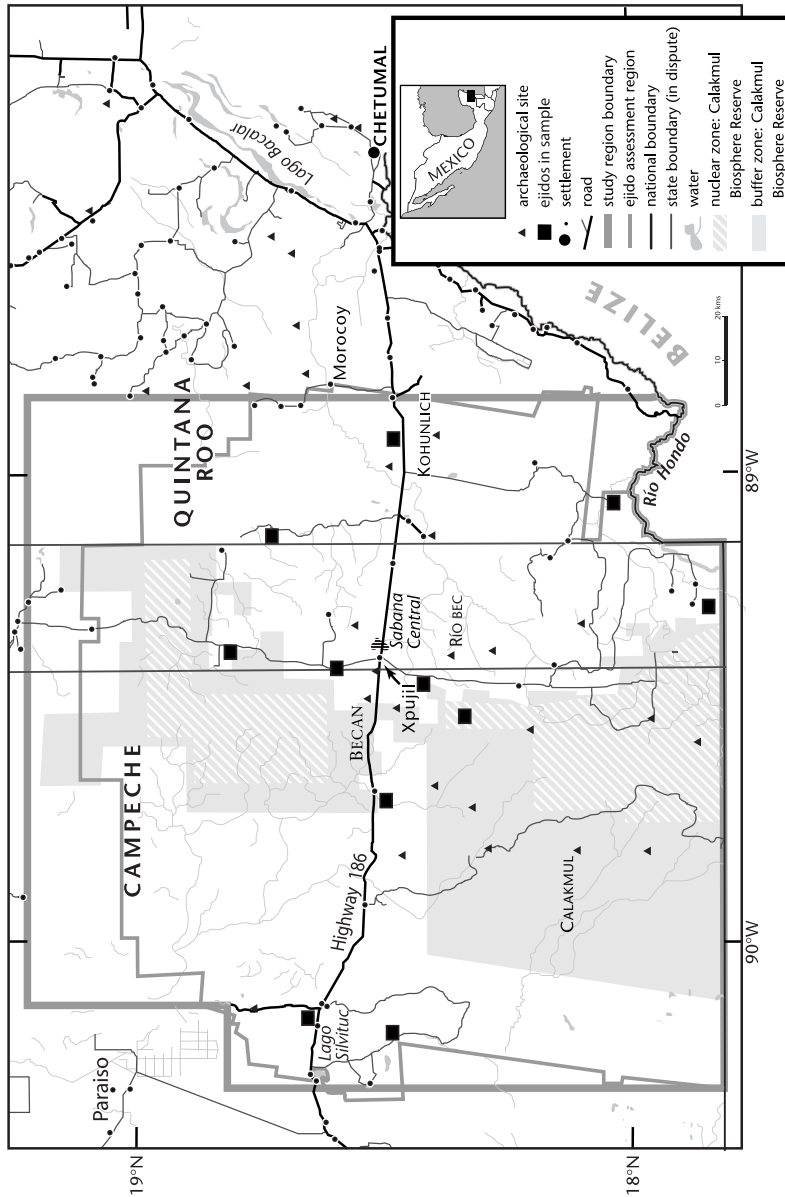 CAMPECHE
QUINTANA
ROO
BELIZE
Paraiso
Lago
Silvituc
Highway 186
BECAN
Xpujil
Sabana
Central
RÍO BEC
CALAKMUL
KOHUNLICH
Morocoy
Lago Bacalar
CHETUMAL
Río Hondo
19°N
18°N
90°W
89°W
0 10 20 kms
MEXICO
archaeological site
ejidos in sample
settlement
road
study region boundary
ejido assessment region
national boundary
state boundary (in dispute)
water
nuclear zone: Calakmul
Biosphere Reserve
buffer zone: Calakmul
Biosphere Reserve